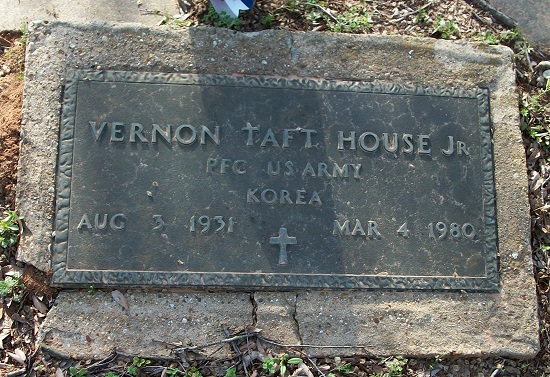 VERNON TAFT HOUSE JR
PFC US ARMY
KOREA
AUG 3 1931 MAR 4 1980